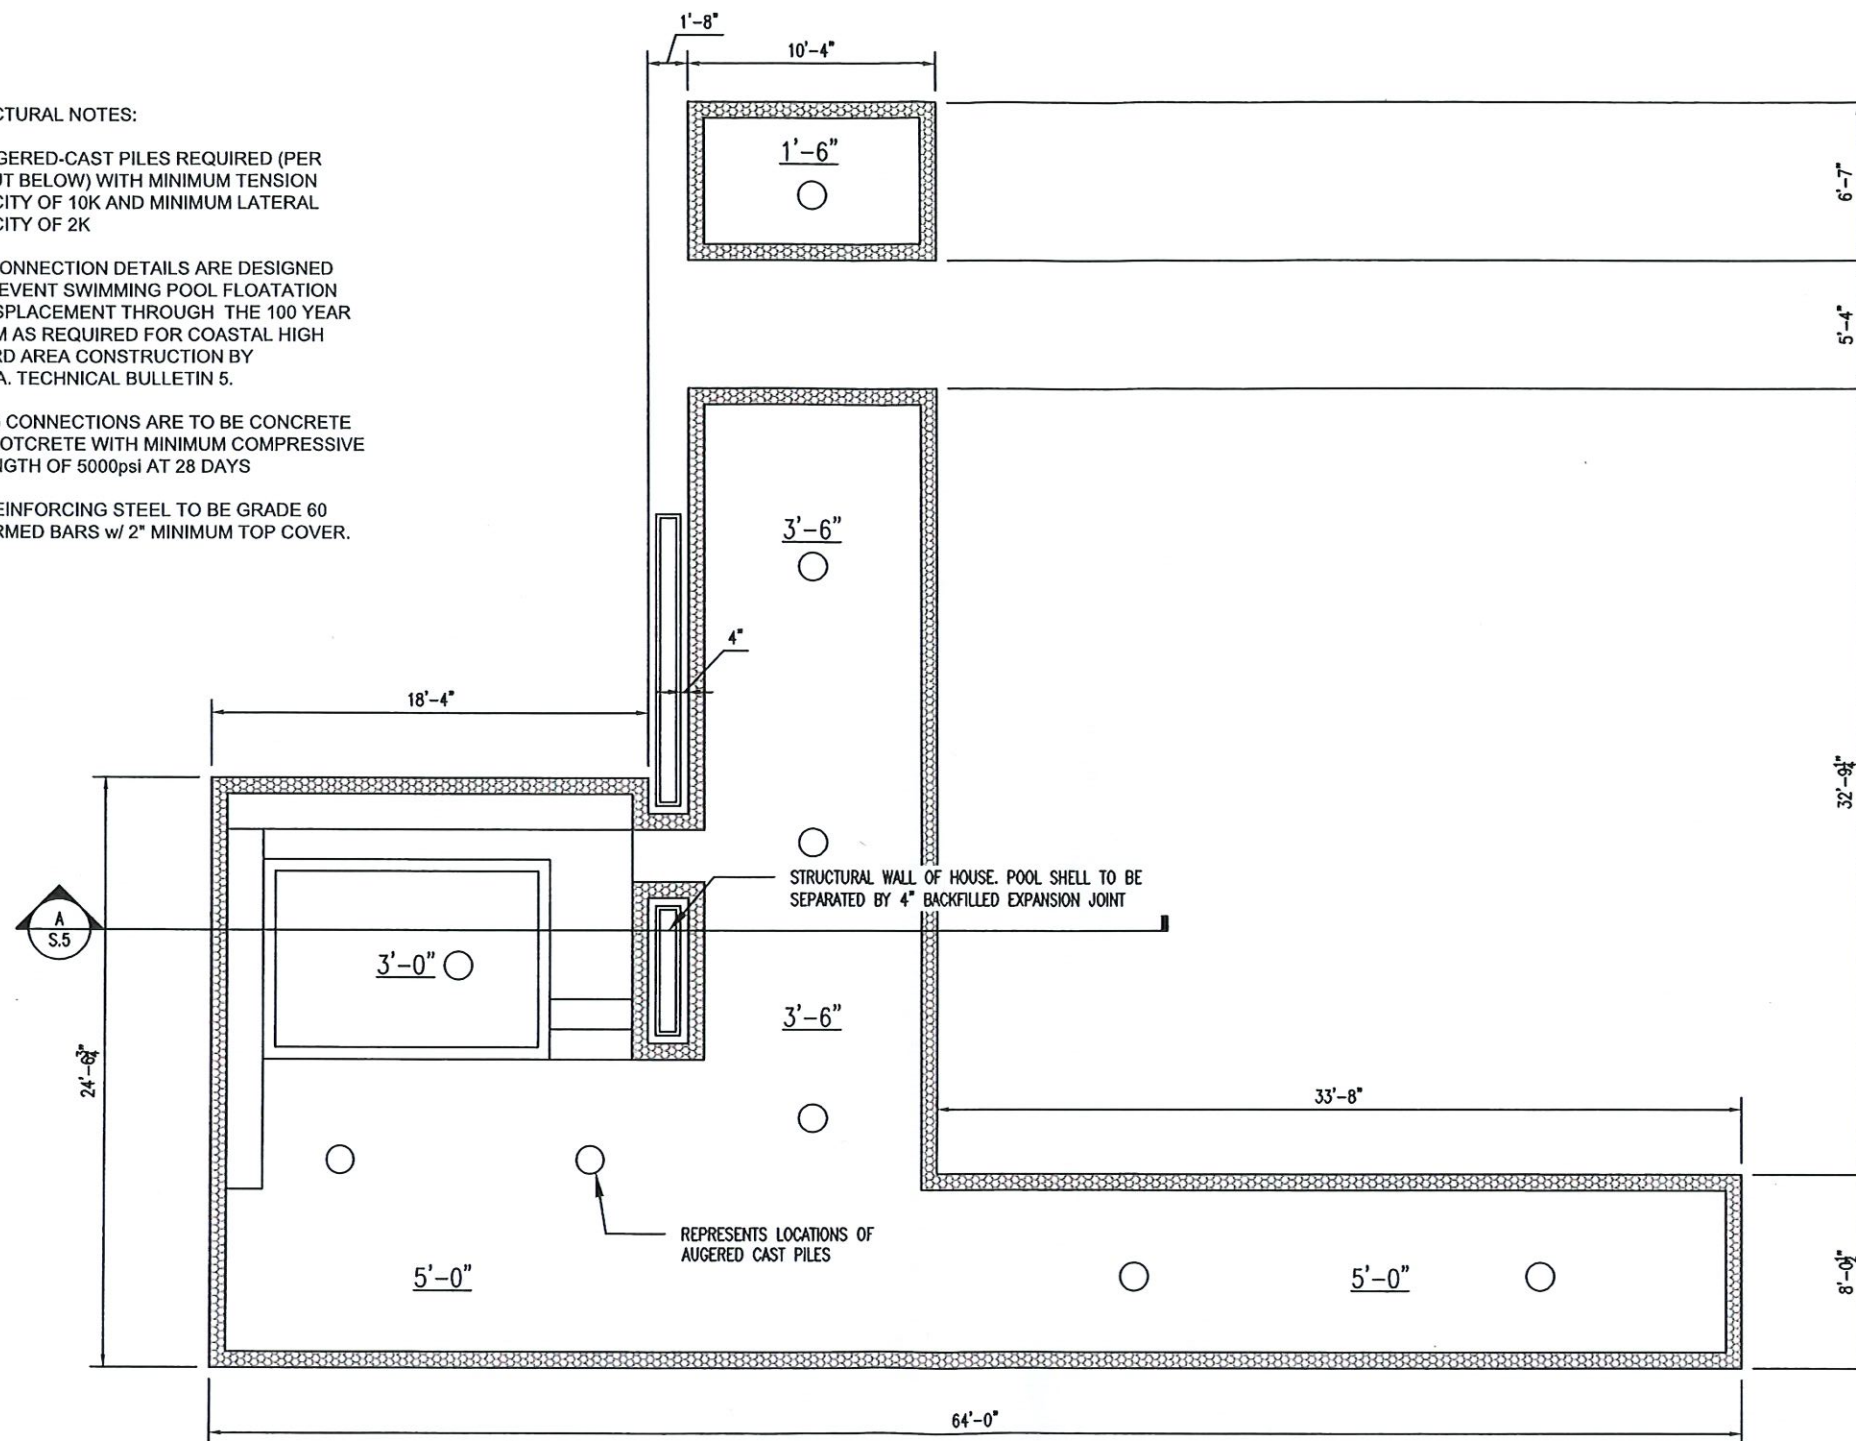 CTURAL NOTES:
GERED-CAST PILES REQUIRED (PER
UT BELOW) WITH MINIMUM TENSION
CITY OF 10K AND MINIMUM LATERAL
CITY OF 2K
ONNECTION DETAILS ARE DESIGNED
EVENT SWIMMING POOL FLOATATION
SPLACEMENT THROUGH THE 100 YEAR
M AS REQUIRED FOR COASTAL HIGH
RD AREA CONSTRUCTION BY
A. TECHNICAL BULLETIN 5.
CONNECTIONS ARE TO BE CONCRETE
OTCRETE WITH MINIMUM COMPRESSIVE
NGTH OF 5000psi AT 28 DAYS
EINFORCING STEEL TO BE GRADE 60
RMED BARS w/ 2" MINIMUM TOP COVER.
1'-8"
10'-4"
1'-6"
6'-7"
5'-4"
3'-6"
4"
18'-4"
32'-9¼"
STRUCTURAL WALL OF HOUSE. POOL SHELL TO BE
SEPARATED BY 4" BACKFILLED EXPANSION JOINT
A
S.5
3'-0"
3'-6"
24'-6¾"
33'-8"
REPRESENTS LOCATIONS OF
AUGERED CAST PILES
5'-0"
5'-0"
8'-0½"
64'-0"